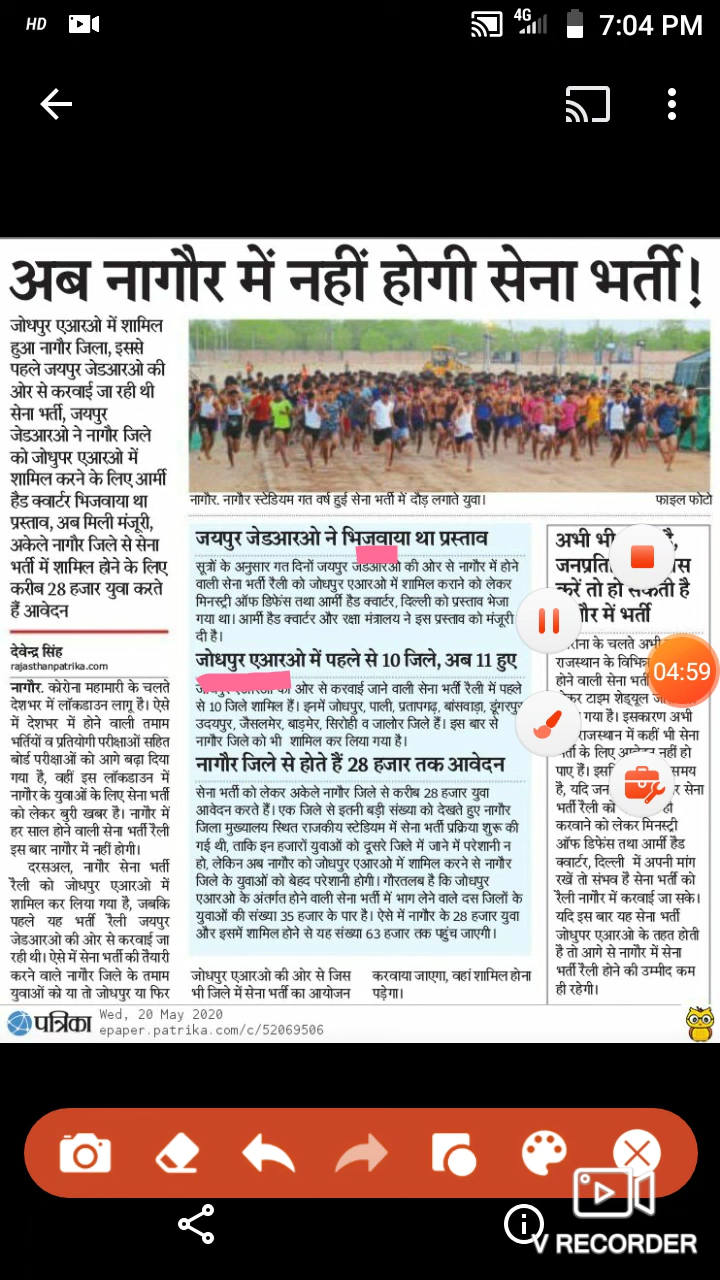 HD
4G
7:04 PM
अब नागौर में नहीं होगी सेना भर्ती!
जोधपुर एआरओ में शामिल
हुआ नागौर जिला, इससे
पहले जयपुर जेडआरओ की
ओर से करवाई जा रही थी
सेना भर्ती, जयपुर
जेडआरओ ने नागौर जिले
को जोधुपर एआरओ में
शामिल करने के लिए आर्मी
हैड क्वार्टर भिजवाया था
प्रस्ताव, अब मिली मंजूरी,
अकेले नागौर जिले से सेना
भर्ती में शामिल होने के लिए
करीब 28 हजार युवा करते
हैं आवेदन
देवेन्द्र सिंह
rajasthanpatrika.com
नागौर. कोरोना महामारी के चलते
देशभर में लॉकडाउन लागू है। ऐसे
में देशभर में होने वाली तमाम
भर्तियों व प्रतियोगी परीक्षाओं सहित
बोर्ड परीक्षाओं को आगे बढ़ा दिया
गया है, वहीं इस लॉकडाउन में
नागौर के युवाओं के लिए सेना भर्ती
को लेकर बुरी खबर है। नागौर में
हर साल होने वाली सेना भर्ती रैली
इस बार नागौर में नहीं होगी।
दरसअल, नागौर सेना भर्ती
रैली को जोधपुर एआरओ में
शामिल कर लिया गया है, जबकि
पहले यह भर्ती रैली जयपुर
जेडआरओ की ओर से करवाई जा
रही थी। ऐसे में सेना भर्ती की तैयारी
करने वाले नागौर जिले के तमाम
युवाओं को या तो जोधपुर या फिर
नागौर. नागौर स्टेडियम गत वर्ष हुई सेना भर्ती में दौड़ लगाते युवा।
फाइल फोटो
जयपुर जेडआरओ ने भिजवाया था प्रस्ताव
सूत्रों के अनुसार गत दिनों जयपुर जेडआरओ की ओर से नागौर में होने
वाली सेना भर्ती रैली को जोधपुर एआरओ में शामिल कराने को लेकर
मिनस्ट्री ऑफ डिफेंस तथा आर्मी हैड क्वार्टर, दिल्ली को प्रस्ताव भेजा
गया था। आर्मी हैड क्वार्टर और रक्षा मंत्रालय ने इस प्रस्ताव को मंजूरी
दी है।
जोधपुर एआरओ में पहले से 10 जिले, अब 11 हुए
ओर से करवाई जाने वाली सेना भर्ती रैली में पहले
से 10 जिले शामिल हैं। इनमें जोधपुर, पाली, प्रतापगढ़, बांसवाड़ा, डूंगरपुर
उदयपुर, जैसलमेर, बाड़मेर, सिरोही व जालोर जिले हैं। इस बार से
नागौर जिले को भी शामिल कर लिया गया है।
नागौर जिले से होते हैं 28 हजार तक आवेदन
सेना भर्ती को लेकर अकेले नागौर जिले से करीब 28 हजार युवा
आवेदन करते हैं। एक जिले से इतनी बड़ी संख्या को देखते हुए नागौर
जिला मुख्यालय स्थित राजकीय स्टेडियम में सेना भर्ती प्रक्रिया शुरू की
गई थी, ताकि इन हजारों युवाओं को दूसरे जिले में जाने में परेशानी न
हो, लेकिन अब नागौर को जोधपुर एआरओ में शामिल करने से नागौर
जिले के युवाओं को बेहद परेशानी होगी। गौरतलब है कि जोधपुर
एआरओ के अंतर्गत होने वाली सेना भर्ती में भाग लेने वाले दस जिलों के
युवाओं की संख्या 35 हजार के पार है। ऐसे में नागौर के 28 हजार युवा
और इसमें शामिल होने से यह संख्या 63 हजार तक पहुंच जाएगी।
जोधपुर एआरओ की ओर से जिस
भी जिले में सेना भर्ती का आयोजन
करवाया जाएगा, वहां शामिल होना
पड़ेगा।
अभी भी
करें तो हो सकती है
में भर्ती
के चलते अभी
राजस्थान के विभिन्न
होने वाली सेना भर्ती
टाइम शेड्यूल
गया है। इसकारण अभी
राजस्थान में कहीं भी सेना
के लिए आवेदन नहीं हो
पाए हैं। समय
है, यदि सेना
भर्ती रैली को ही
करवाने को लेकर मिनस्ट्री
ऑफ डिफेंस तथा आर्मी हैड
क्वार्टर, दिल्ली में अपनी मांग
रखें तो संभव है सेना भर्ती को
रैली नागौर में करवाई जा सके।
यदि इस बार यह सेना भर्ती
जोधुपर एआरओ के तहत होती
है तो आगे से नागौर में सेना
भर्ती रैली होने की उम्मीद कम
ही रहेगी।
04:59
पत्रिका
Wed, 20 May 2020
epaper.patrika.com/c/52069506
V RECORDER